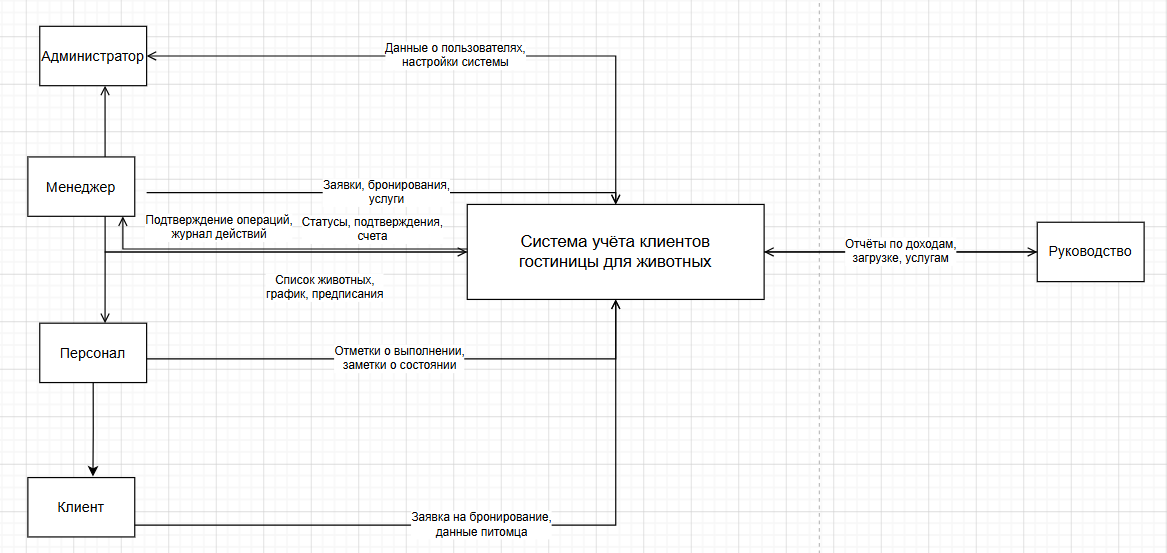 Администратор
Данные о пользователях,
настройки системы
Менеджер
Заявки, бронирования,
услуги
Подтверждение операций,
журнал действий
Статусы, подтверждения,
счета
Система учёта клиентов
гостиницы для животных
Отчёты по доходам,
загрузке, услугам
Руководство
Список животных,
график, предписания
Персонал
Отметки о выполнении,
заметки о состоянии
Клиент
Заявка на бронирование,
данные питомца